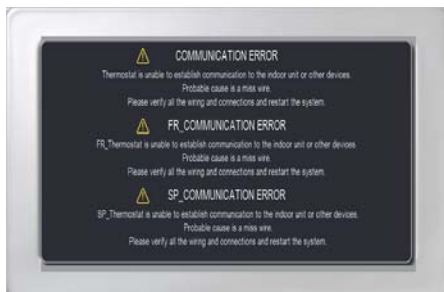 COMMUNICATION ERROR
Thermostat is unable to establish communication to the indoor unit or other devices.
Probable cause is a miss wire.
Please verify all the wiring and connections and restart the system.
FR_COMMUNICATION ERROR
FR_Thermostat is unable to establish communication to the indoor unit or other devices.
Probable cause is a miss wire.
Please verify all the wiring and connections and restart the system.
SP_COMMUNICATION ERROR
SP_Thermostat is unable to establish communication to the indoor unit or other devices.
Probable cause is a miss wire.
Please verify all the wiring and connections and restart the system.